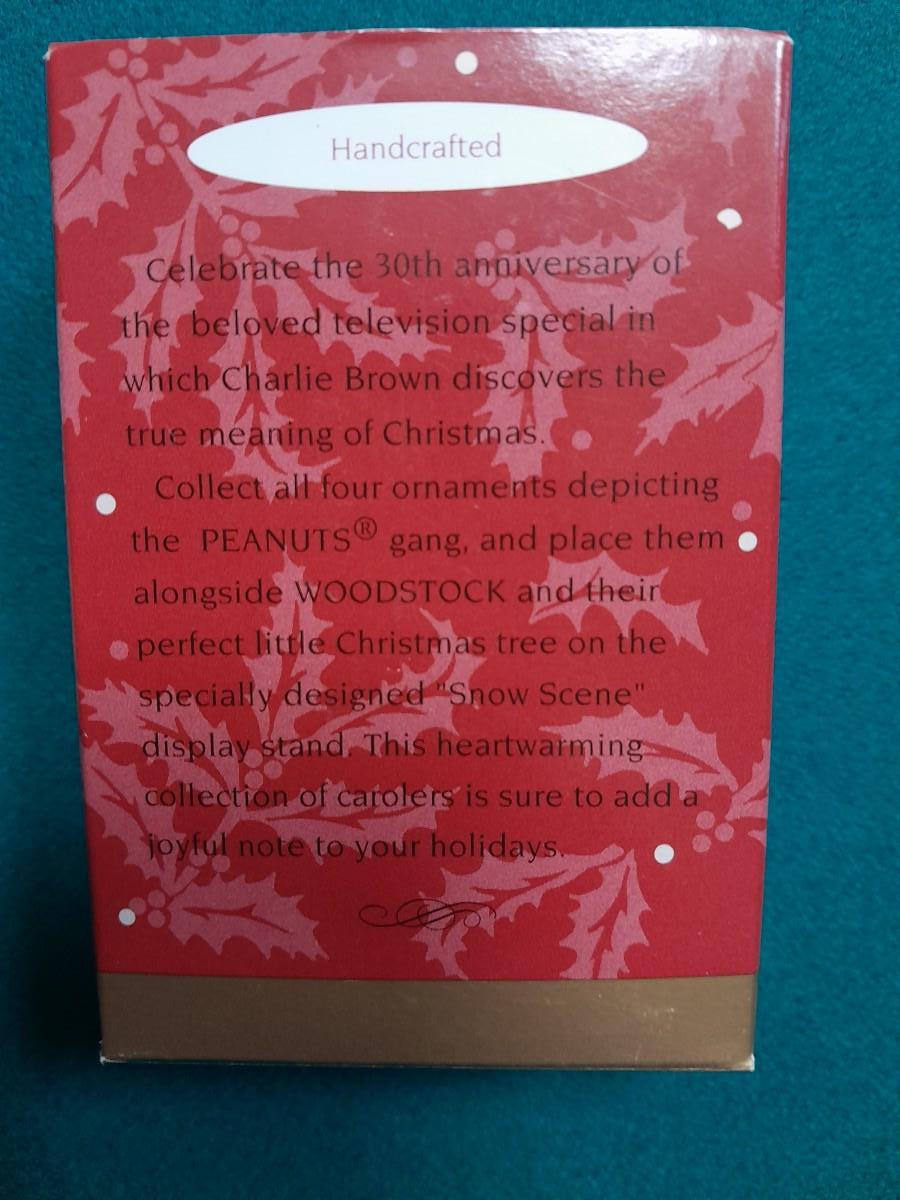 Handcrafted
Celebrate the 30th anniversary of
the beloved television special in
which Charlie Brown discovers the
true meaning of Christmas.
Collect all four ornaments depicting
the PEANUTS® gang, and place them
alongside WOODSTOCK and their
perfect little Christmas tree on the
specially designed "Snow Scene"
display stand. This heartwarming
collection of carolers is sure to add a
joyful note to your holidays.